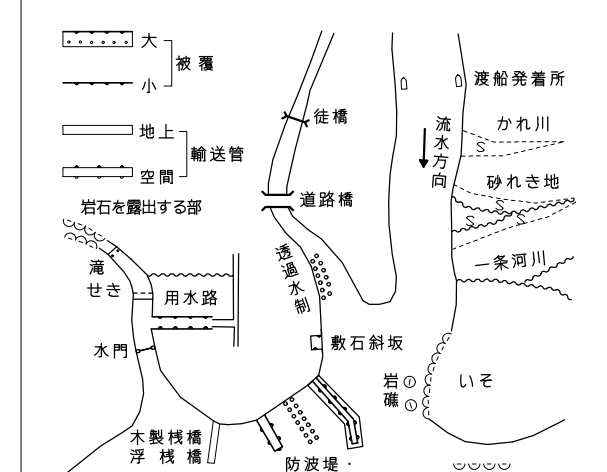 大
被覆
小
地上
輸送管
空間
岩石を露出する部
滝
せき
用水路
水門
木製桟橋
浮桟橋
徒橋
道路橋
透過水制
敷石斜坂
岩礁
防波堤・
渡船発着所
流水方向
かれ川
砂れき地
一条河川
いそ